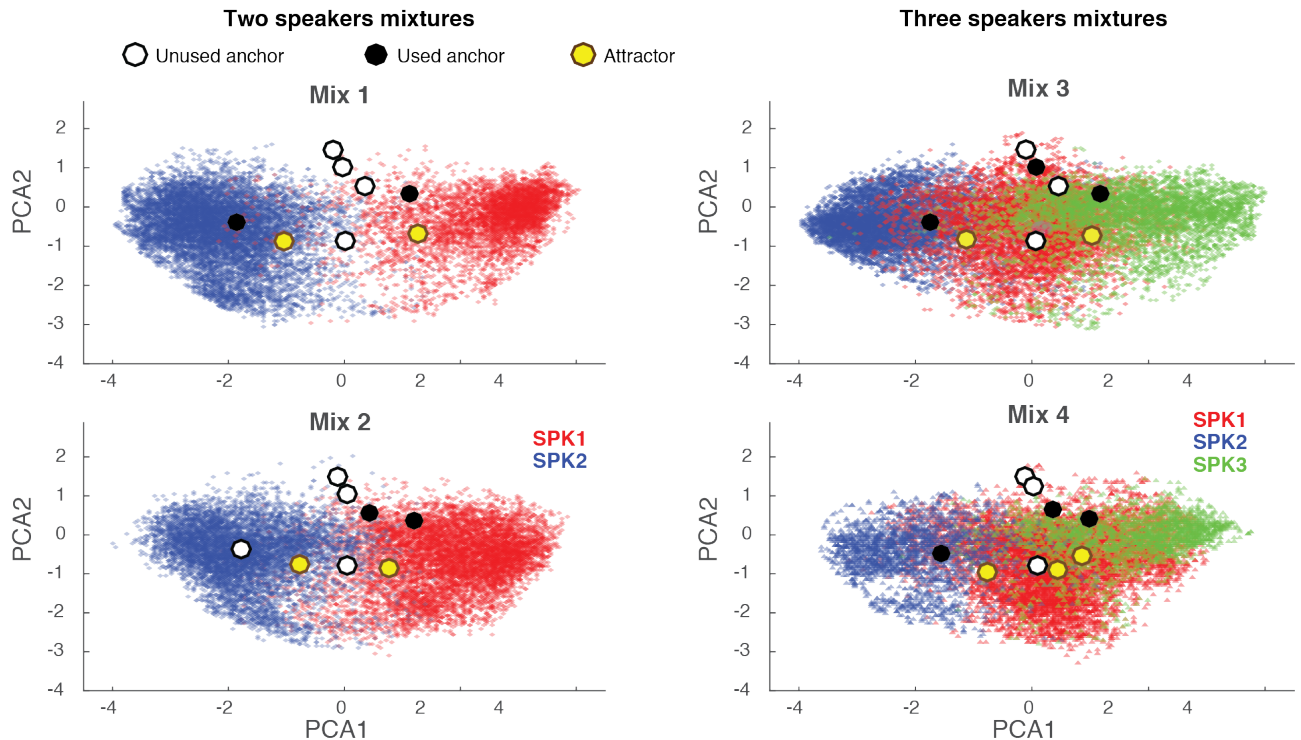 Two speakers mixtures
Three speakers mixtures
Unused anchor Used anchor Attractor
Mix 1
PCA2
2
1
0
-1
-2
-3
-4
-4 -2 0 2 4
Mix 3
PCA2
2
1
0
-1
-2
-3
-4
-4 -2 0 2 4
Mix 2
SPK1
SPK2
PCA2
2
1
0
-1
-2
-3
-4
-4 -2 0 2 4
PCA1
Mix 4
SPK1
SPK2
SPK3
PCA2
2
1
0
-1
-2
-3
-4
-4 -2 0 2 4
PCA1